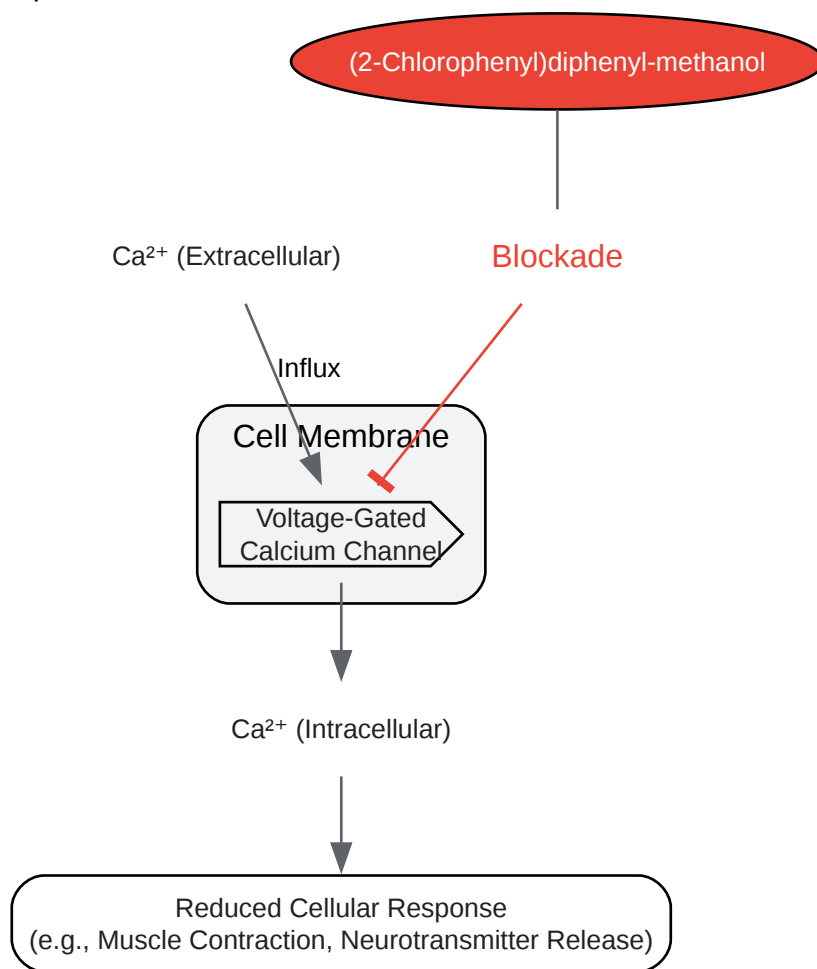 (2-Chlorophenyl)diphenyl-methanol
Ca²⁺ (Extracellular)
Blockade
Influx
Cell Membrane
Voltage-Gated
Calcium Channel
Ca²⁺ (Intracellular)
Reduced Cellular Response
(e.g., Muscle Contraction, Neurotransmitter Release)